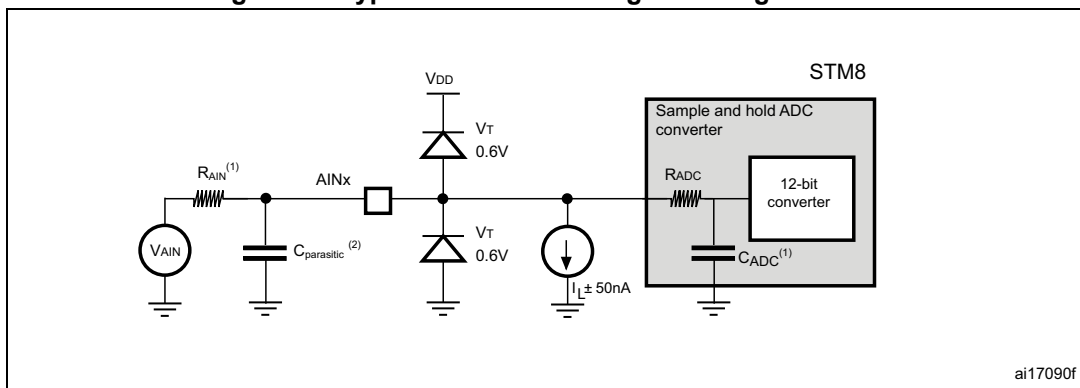 STM8
VDD
Sample and hold ADC
converter
VT
0.6V
RAIN(1)
AINx
RADC
12-bit
converter
VAIN
Cparasitic (2)
VT
0.6V
IL± 50nA
CADC(1)
ai17090f